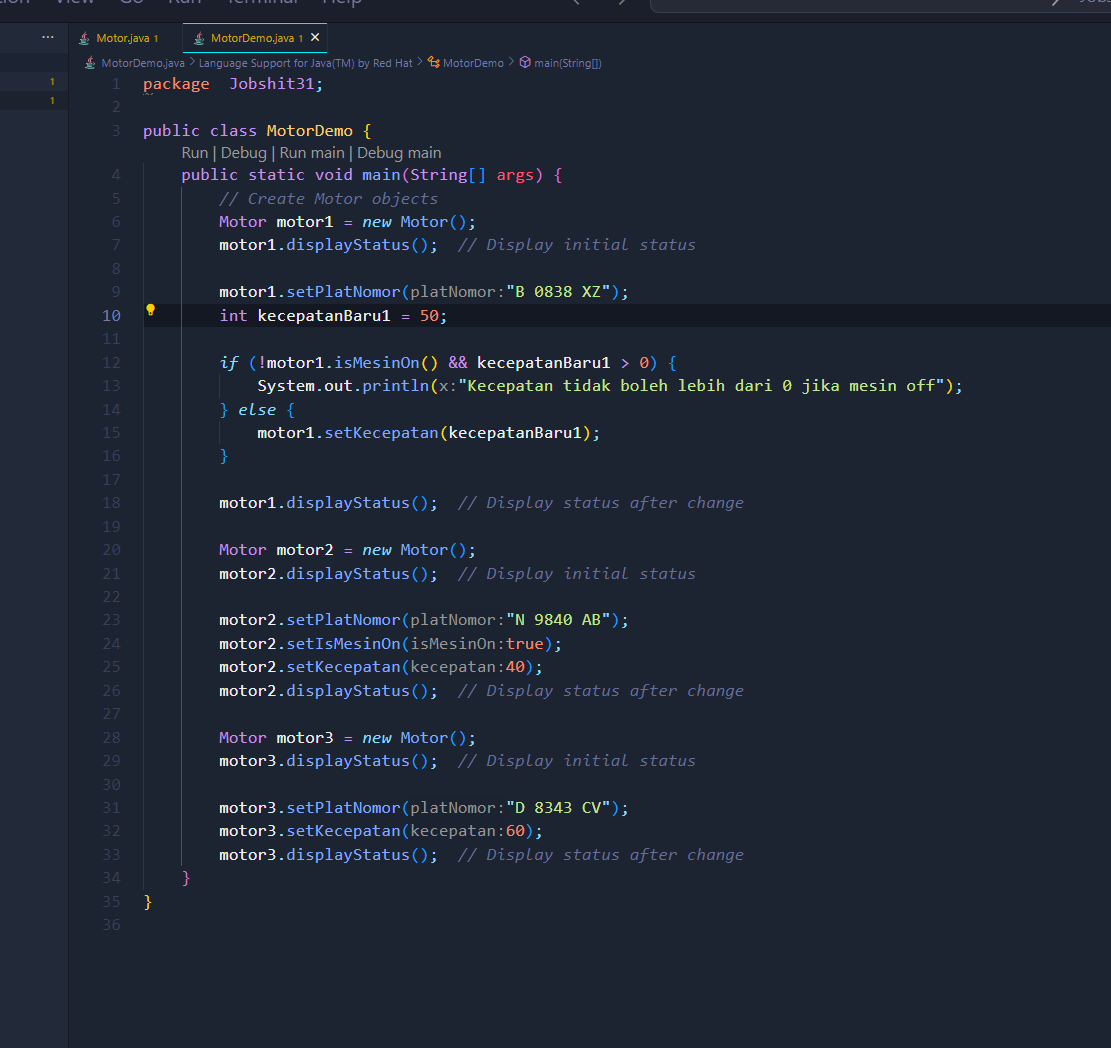 View Go Run Terminal Help
... Motor.java 1 MotorDemo.java 1 ✕
MotorDemo.java > Language Support for Java(TM) by Red Hat > MotorDemo > main(String[])
1 package  Jobshit31;
2
3 public class MotorDemo {
Run | Debug | Run main | Debug main
4 public static void main(String[] args) {
5 // Create Motor objects
6 Motor motor1 = new Motor();
7 motor1.displayStatus();  // Display initial status
8
9 motor1.setPlatNomor(platNomor:"B 0838 XZ");
10 int kecepatanBaru1 = 50;
11
12 if (!motor1.isMesinOn() && kecepatanBaru1 > 0) {
13 System.out.println(x:"Kecepatan tidak boleh lebih dari 0 jika mesin off");
14 } else {
15 motor1.setKecepatan(kecepatanBaru1);
16 }
17
18 motor1.displayStatus();  // Display status after change
19
20 Motor motor2 = new Motor();
21 motor2.displayStatus();  // Display initial status
22
23 motor2.setPlatNomor(platNomor:"N 9840 AB");
24 motor2.setIsMesinOn(isMesinOn:true);
25 motor2.setKecepatan(kecepatan:40);
26 motor2.displayStatus();  // Display status after change
27
28 Motor motor3 = new Motor();
29 motor3.displayStatus();  // Display initial status
30
31 motor3.setPlatNomor(platNomor:"D 8343 CV");
32 motor3.setKecepatan(kecepatan:60);
33 motor3.displayStatus();  // Display status after change
34 }
35 }
36
1
1